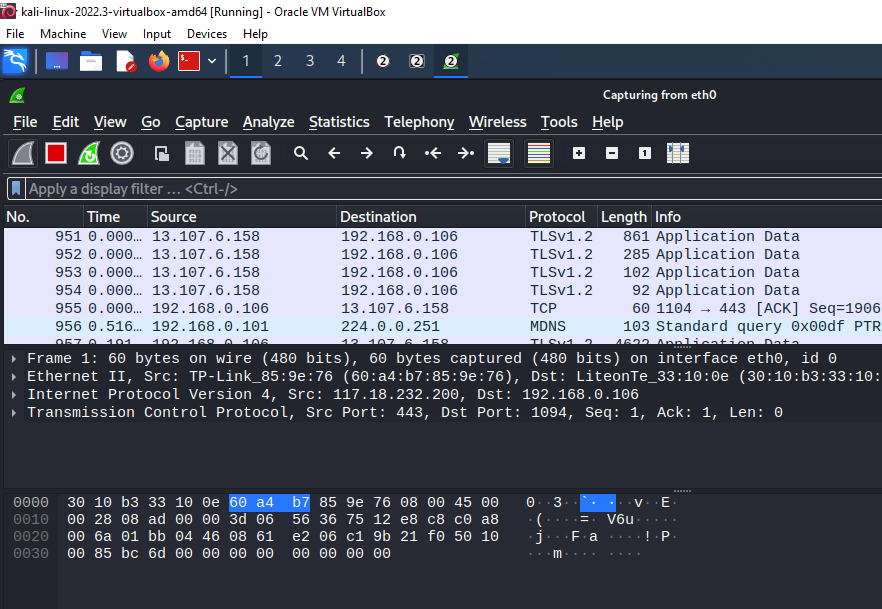 kali-linux-2022.3-virtualbox-amd64 [Running] - Oracle VM VirtualBox
File Machine View Input Devices Help
1 2 3 4 2 2 2
Capturing from eth0
File Edit View Go Capture Analyze Statistics Telephony Wireless Tools Help
Apply a display filter ... <Ctrl-/>
No. Time Source Destination Protocol Length Info
951 0.000… 13.107.6.158 192.168.0.106 TLSv1.2 861 Application Data
952 0.000… 13.107.6.158 192.168.0.106 TLSv1.2 285 Application Data
953 0.000… 13.107.6.158 192.168.0.106 TLSv1.2 102 Application Data
954 0.000… 13.107.6.158 192.168.0.106 TLSv1.2 92 Application Data
955 0.000… 192.168.0.106 13.107.6.158 TCP 60 1104 → 443 [ACK] Seq=1906
956 0.516… 192.168.0.101 224.0.0.251 MDNS 103 Standard query 0x00df PTR
957 0.191… 192.168.0.106 13.107.6.158 TLSv1.2 Application Data
Frame 1: 60 bytes on wire (480 bits), 60 bytes captured (480 bits) on interface eth0, id 0
Ethernet II, Src: TP-Link_85:9e:76 (60:a4:b7:85:9e:76), Dst: LiteonTe_33:10:0e (30:10:b3:33:10:
Internet Protocol Version 4, Src: 117.18.232.200, Dst: 192.168.0.106
Transmission Control Protocol, Src Port: 443, Dst Port: 1094, Seq: 1, Ack: 1, Len: 0
0000 30 10 b3 33 10 0e 60 a4 b7 85 9e 76 08 00 45 00 0··3··`· ···v··E·
0010 00 28 08 ad 00 00 3d 06 56 36 75 12 e8 c8 c0 a8 ·(····=· V6u·····
0020 00 6a 01 bb 04 46 08 61 e2 06 c1 9b 21 f0 50 10 ·j···F·a ····!·P·
0030 00 85 bc 6d 00 00 00 00 00 00 00 00 ···m···· ····